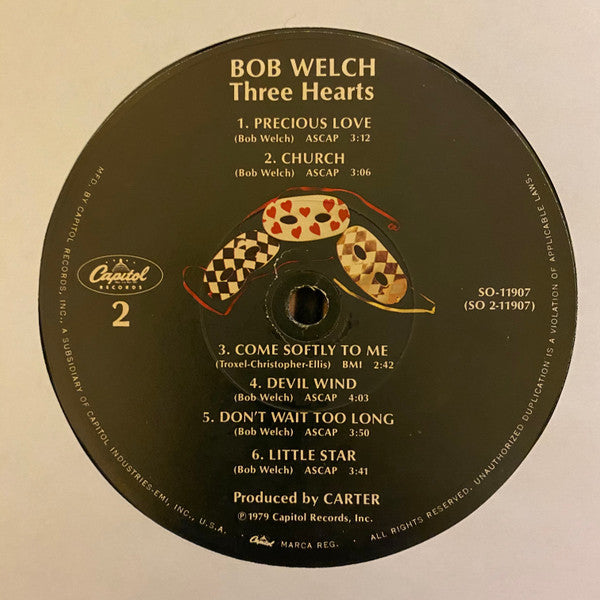 BOB WELCH
Three Hearts
1. PRECIOUS LOVE
(Bob Welch) ASCAP 3:12
2. CHURCH
(Bob Welch) ASCAP 3:06
Capitol
RECORDS
2
SO-11907
(SO 2-11907)
3. COME SOFTLY TO ME
(Troxel-Christopher-Ellis) BMI 2:42
4. DEVIL WIND
(Bob Welch) ASCAP 4:03
5. DON'T WAIT TOO LONG
(Bob Welch) ASCAP 3:50
6. LITTLE STAR
(Bob Welch) ASCAP 3:41
Produced by CARTER
℗1979 Capitol Records, Inc.
MFD. BY CAPITOL RECORDS, INC., A SUBSIDIARY OF CAPITOL INDUSTRIES-EMI, INC., U.S.A. · Capitol MARCA REG. · ALL RIGHTS RESERVED. UNAUTHORIZED DUPLICATION IS A VIOLATION OF APPLICABLE LAWS.